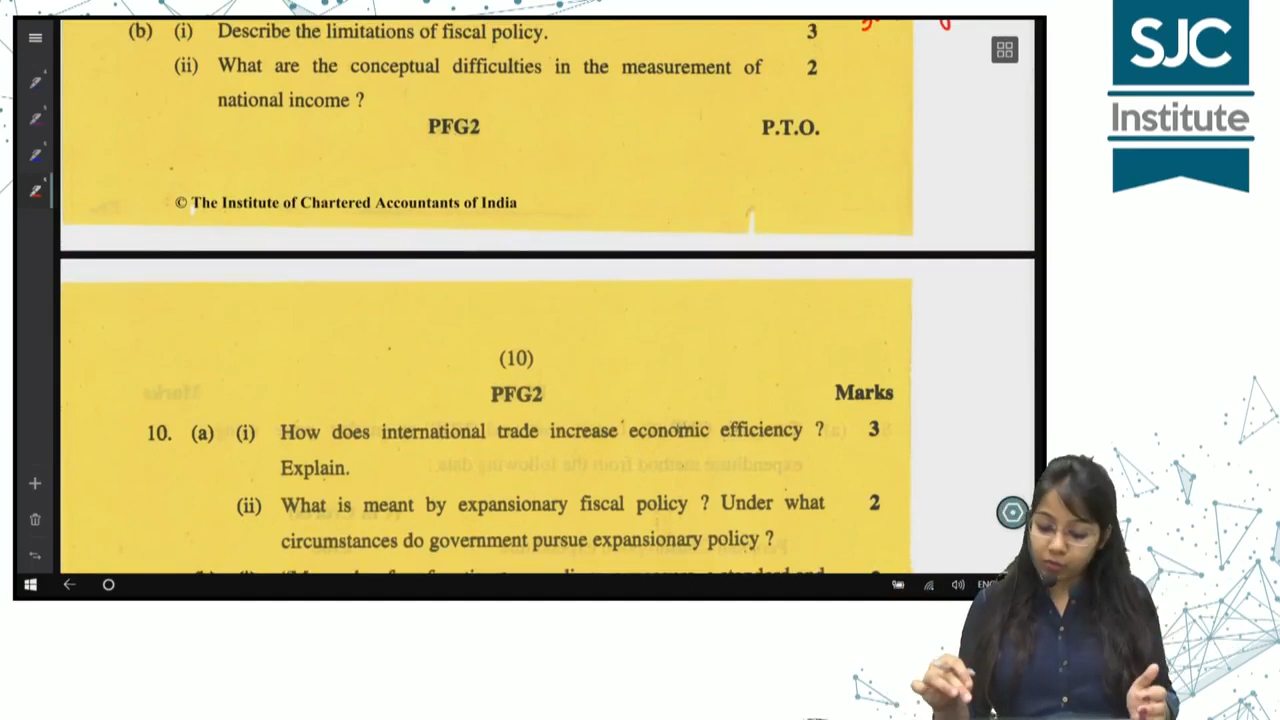 (b) (i) Describe the limitations of fiscal policy. 3
(ii) What are the conceptual difficulties in the measurement of 2
national income ?
PFG2 P.T.O.
© The Institute of Chartered Accountants of India
(10)
PFG2 Marks
10. (a) (i) How does international trade increase economic efficiency ? 3
Explain.
(ii) What is meant by expansionary fiscal policy ? Under what 2
circumstances do government pursue expansionary policy ?
SJC
Institute